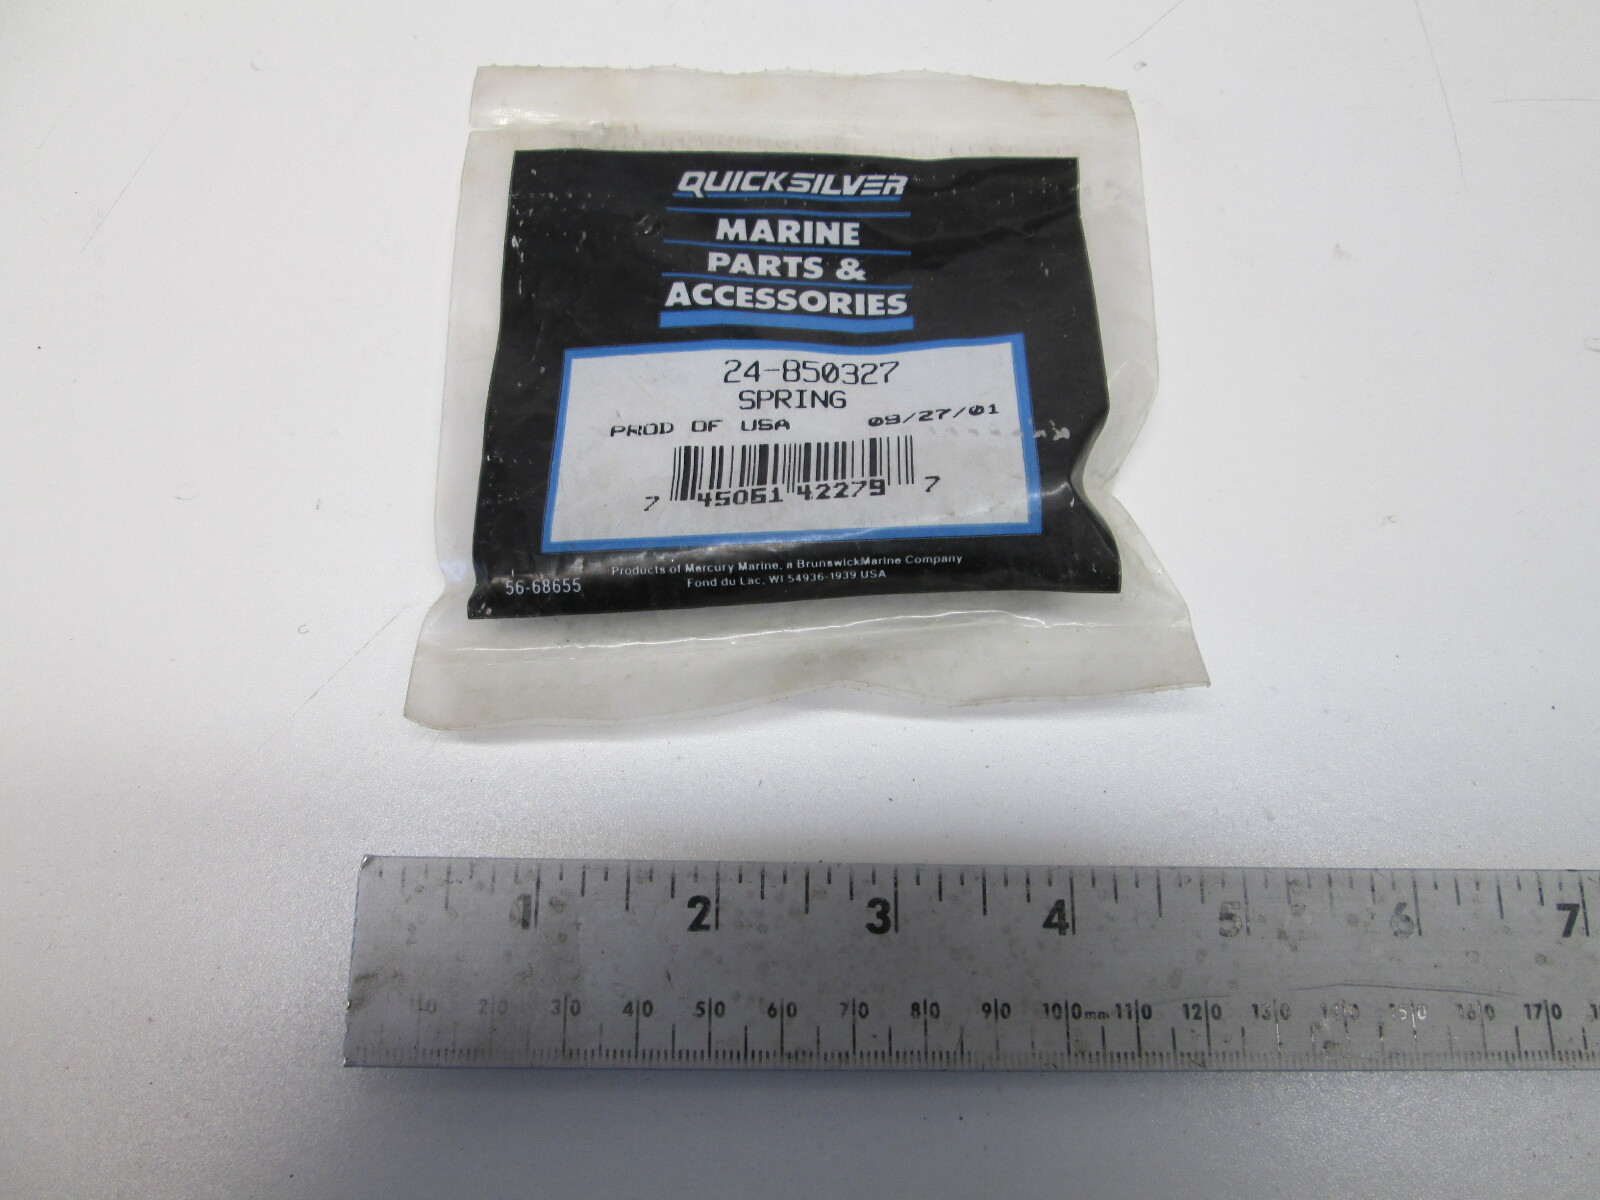 QUICKSILVER
MARINE
PARTS &
ACCESSORIES
24-850327
SPRING
PROD OF USA 09/27/01
7 45061 42279 7
Products of Mercury Marine, a Brunswick Marine Company
Fond du Lac, WI 54936-1939 USA
56-68655
1 2 3 4 5 6 7
10 20 30 40 50 60 70 80 90 100mm 110 120 130 140 150 160 170